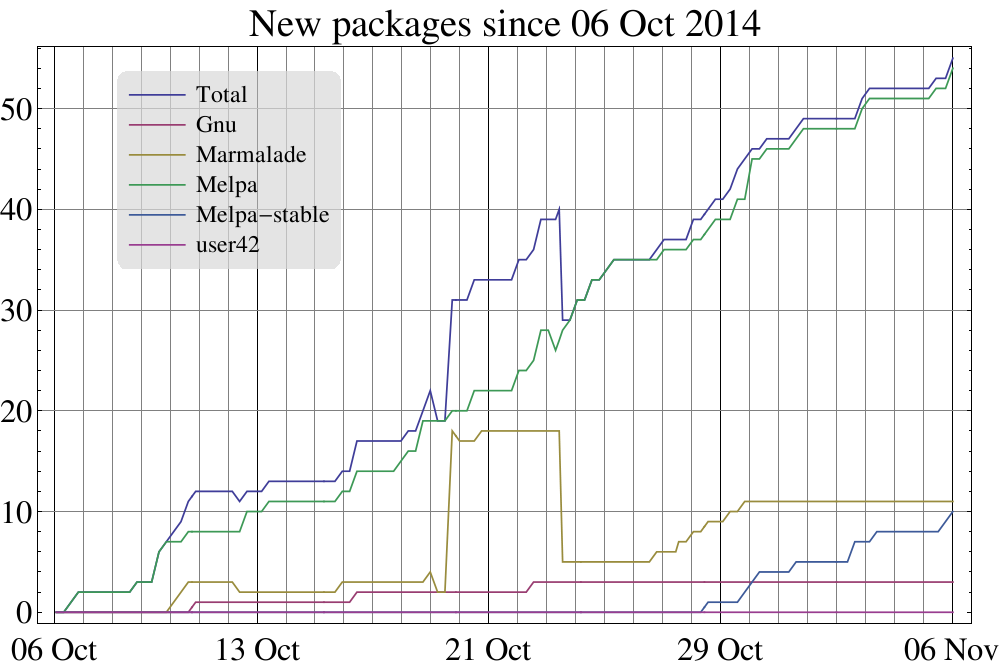 New packages since 06 Oct 2014
Total
Gnu
Marmalade
Melpa
Melpa−stable
user42
50
40
30
20
10
0
06 Oct 13 Oct 21 Oct 29 Oct 06 Nov